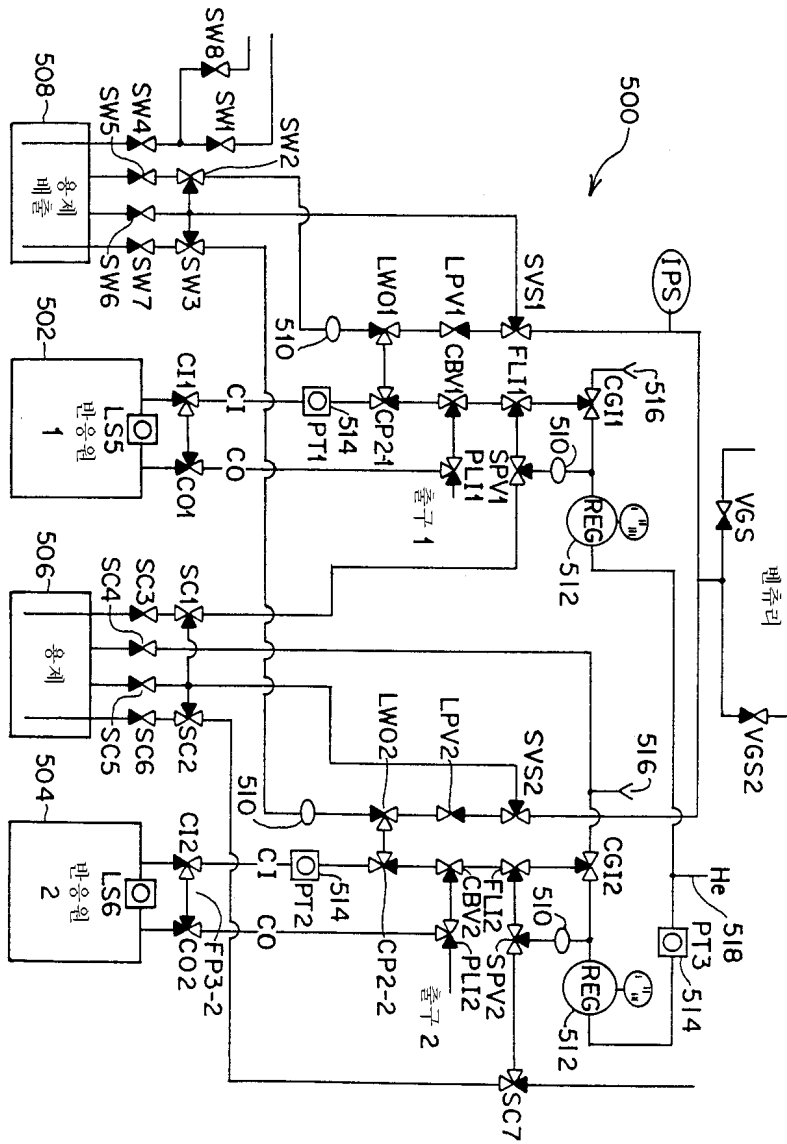 500
SW8
SW1
508
SW4
SW5
SW2
용제
배출
SW6
SW7
SW3
IPS
SVS1
LPV1
LWO1
510
502
CI1
CI
CBV1
FLI1
CGI1
516
반응원
1
LS5
514
PT1
CP2-1
SPV1
PLI1
510
CO1
CO
출구 1
REG
512
VGS
벤추리
VGS2
506
SC3
SC4
SC1
용제
SC5
SC6
SC2
LWO2
LPV2
SVS2
516
510
504
CI2
CI
CGI2
He
518
반응원
2
LS6
514
PT2
CBV2
FLI2
510
PT3
514
CO2
CO
FP3-2
CP2-2
PLI2
SPV2
REG
512
출구 2
SC7